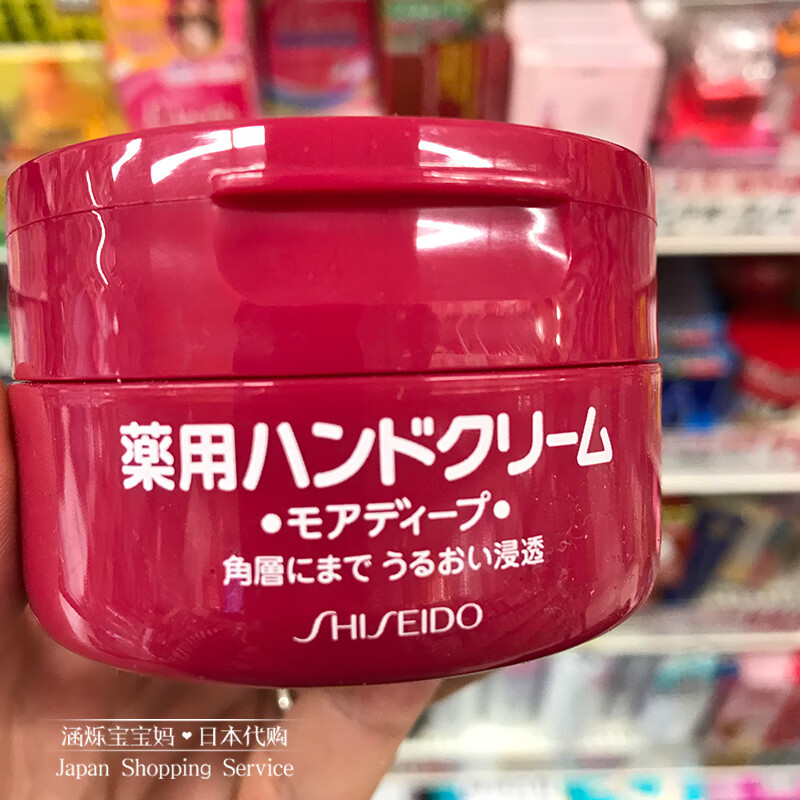 薬用ハンドクリーム
•モアディープ•
角層にまで うるおい浸透
SHISEIDO
涵烁宝宝妈❤日本代购
Japan Shopping Service